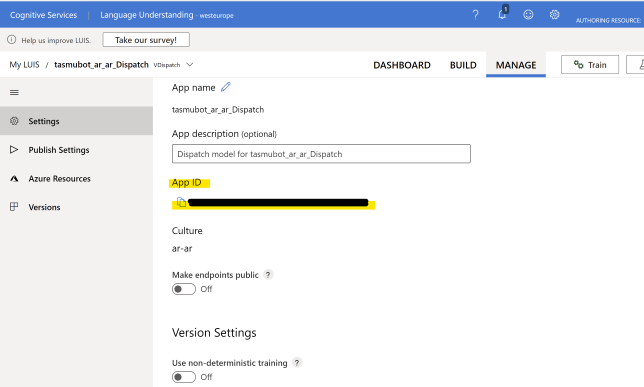 Cognitive Services | Language Understanding - westeurope ? 1 AUTHORING RESOURCE:
Help us improve LUIS. Take our survey!
My LUIS / tasmubot_ar_ar_Dispatch VDispatch DASHBOARD BUILD MANAGE Train
Settings
Publish Settings
Azure Resources
Versions
App name
tasmubot_ar_ar_Dispatch
App description (optional)
Dispatch model for tasmubot_ar_ar_Dispatch
App ID
Culture
ar-ar
Make endpoints public ?
Off
Version Settings
Use non-deterministic training ?
Off